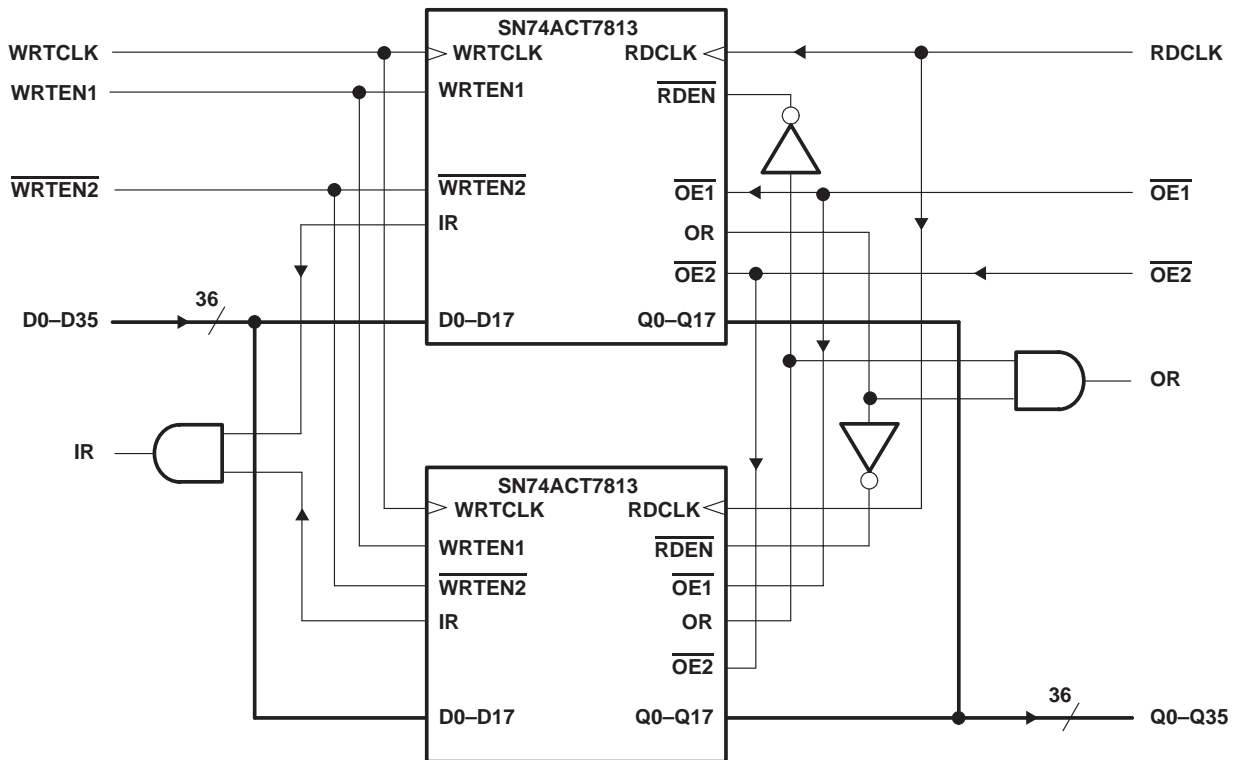 SN74ACT7813
WRTCLK
WRTCLK
RDCLK
RDCLK
WRTEN1
WRTEN1
RDEN
WRTEN2
WRTEN2
OE1
OE1
IR
OR
OE2
OE2
36
D0–D35
D0–D17
Q0–Q17
OR
IR
SN74ACT7813
WRTCLK
RDCLK
WRTEN1
RDEN
WRTEN2
OE1
IR
OR
OE2
36
D0–D17
Q0–Q17
Q0–Q35